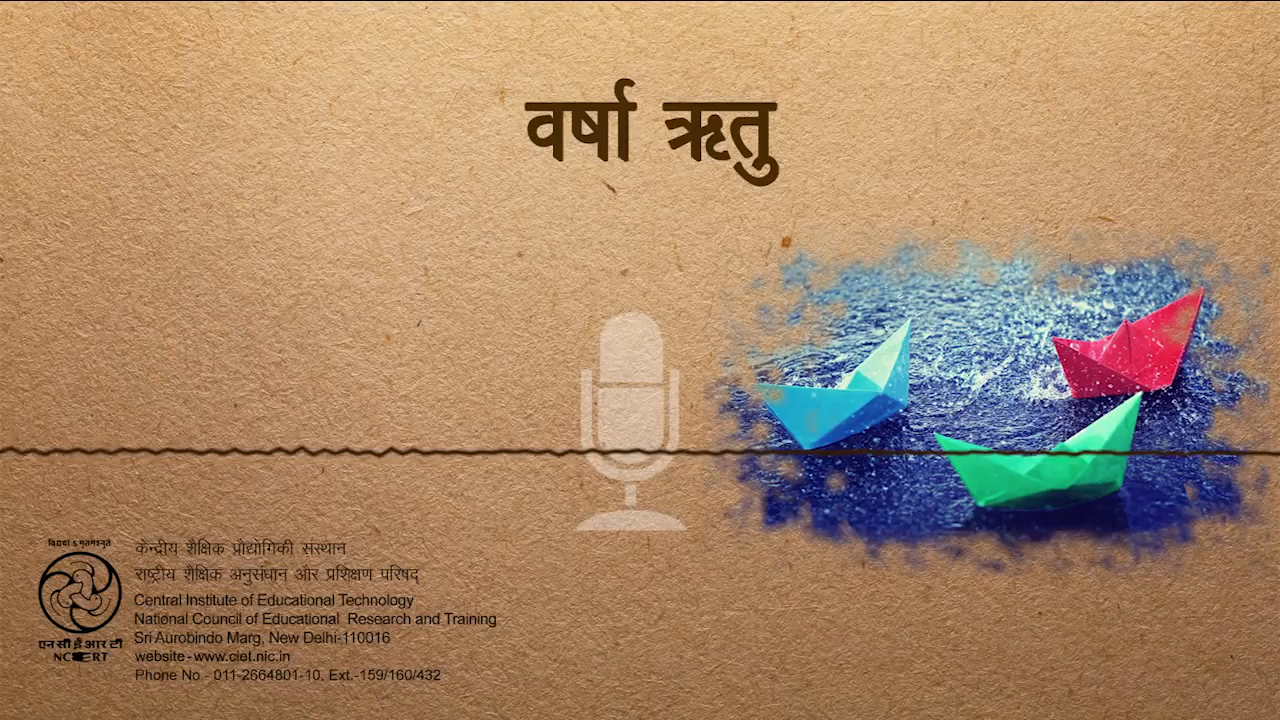 वर्षा ऋतु
विद्यया ऽ मृतमश्नुते
एन सी ई आर टी
NCERT
केन्द्रीय शैक्षिक प्रौद्योगिकी संस्थान
राष्ट्रीय शैक्षिक अनुसंधान और प्रशिक्षण परिषद्
Central Institute of Educational Technology
National Council of Educational Research and Training
Sri Aurobindo Marg, New Delhi-110016
website - www.ciet.nic.in
Phone No - 011-2664801-10, Ext.-159/160/432